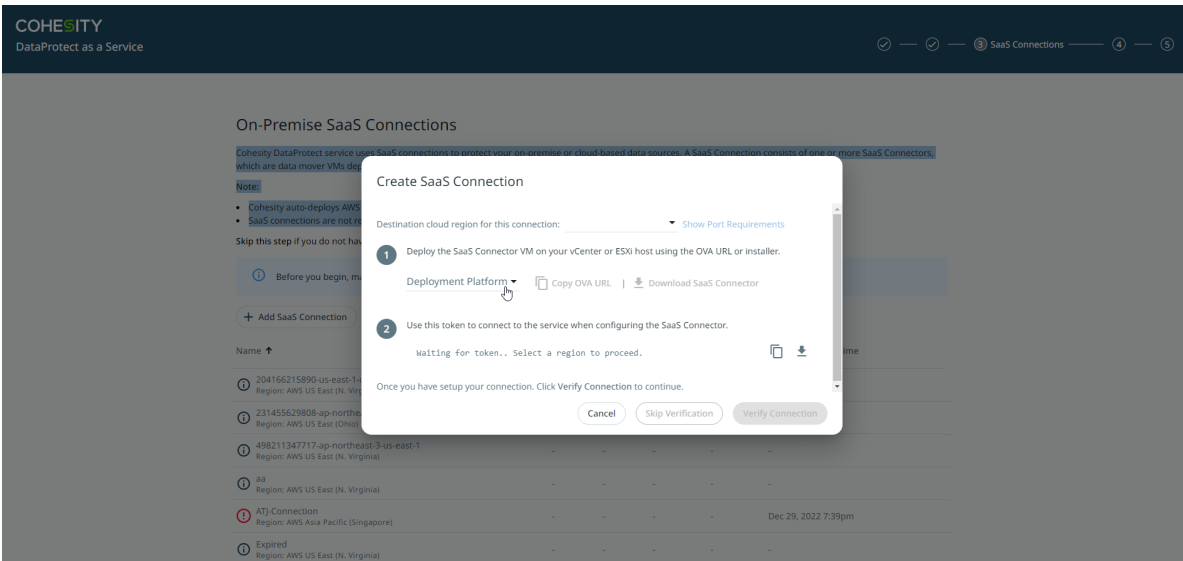 COHESITY
DataProtect as a Service
3 SaaS Connections 4 5
On-Premise SaaS Connections
Cohesity DataProtect service uses SaaS connections to protect your on-premise or cloud-based data sources. A SaaS Connection consists of one or more SaaS Connectors,
which are data mover VMs
Note:
Cohesity auto-deploys AWS
SaaS connections are not
Skip this step if you do not
Before you begin,
+ Add SaaS Connection
Name
Create SaaS Connection
Destination cloud region for this connection: Show Port Requirements
1 Deploy the SaaS Connector VM on your vCenter or ESXi host using the OVA URL or installer.
Deployment Platform Copy OVA URL | Download SaaS Connector
2 Use this token to connect to the service when configuring the SaaS Connector.
Waiting for token.. Select a region to proceed.
Once you have setup your connection. Click Verify Connection to continue.
Cancel Skip Verification Verify Connection
204166215890-us-east-1-
Region: AWS US East (N.
231455629808-ap-northe
Region: AWS US East (Ohio)
498211347717-ap-northeast-3-us-east-1
Region: AWS US East (N. Virginia)
- - - - -
aa
Region: AWS US East (N. Virginia)
- - - - -
ATJ-Connection
Region: AWS Asia Pacific (Singapore)
- - - - Dec 29, 2022 7:39pm
Expired
Region: AWS US East (N. Virginia)
- - - - -